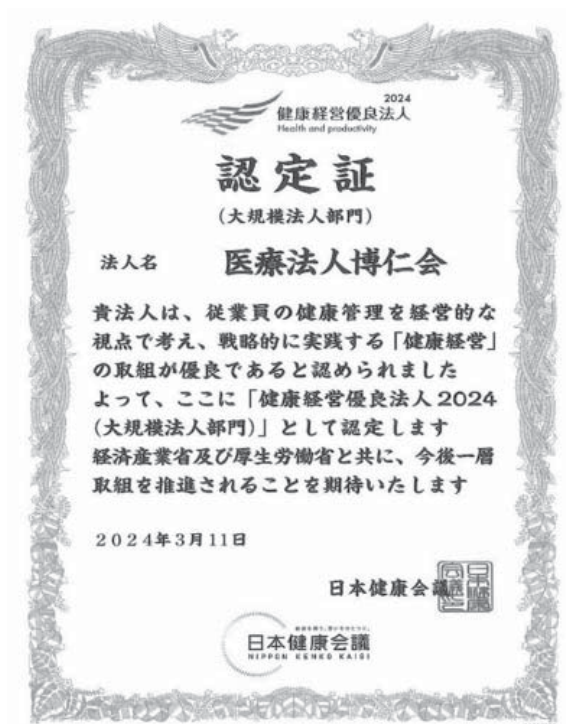 2024
健康経営優良法人
Health and productivity
認定証
(大規模法人部門)
法人名 医療法人博仁会
貴法人は、従業員の健康管理を経営的な
視点で考え、戦略的に実践する「健康経営」
の取組が優良であると認められました
よって、ここに「健康経営優良法人2024
(大規模法人部門)」として認定します
経済産業省及び厚生労働省と共に、今後一層
取組を推進されることを期待いたします
2024年3月11日
日本健康会議
日本健康会議
NIPPON KENKO KAIGI